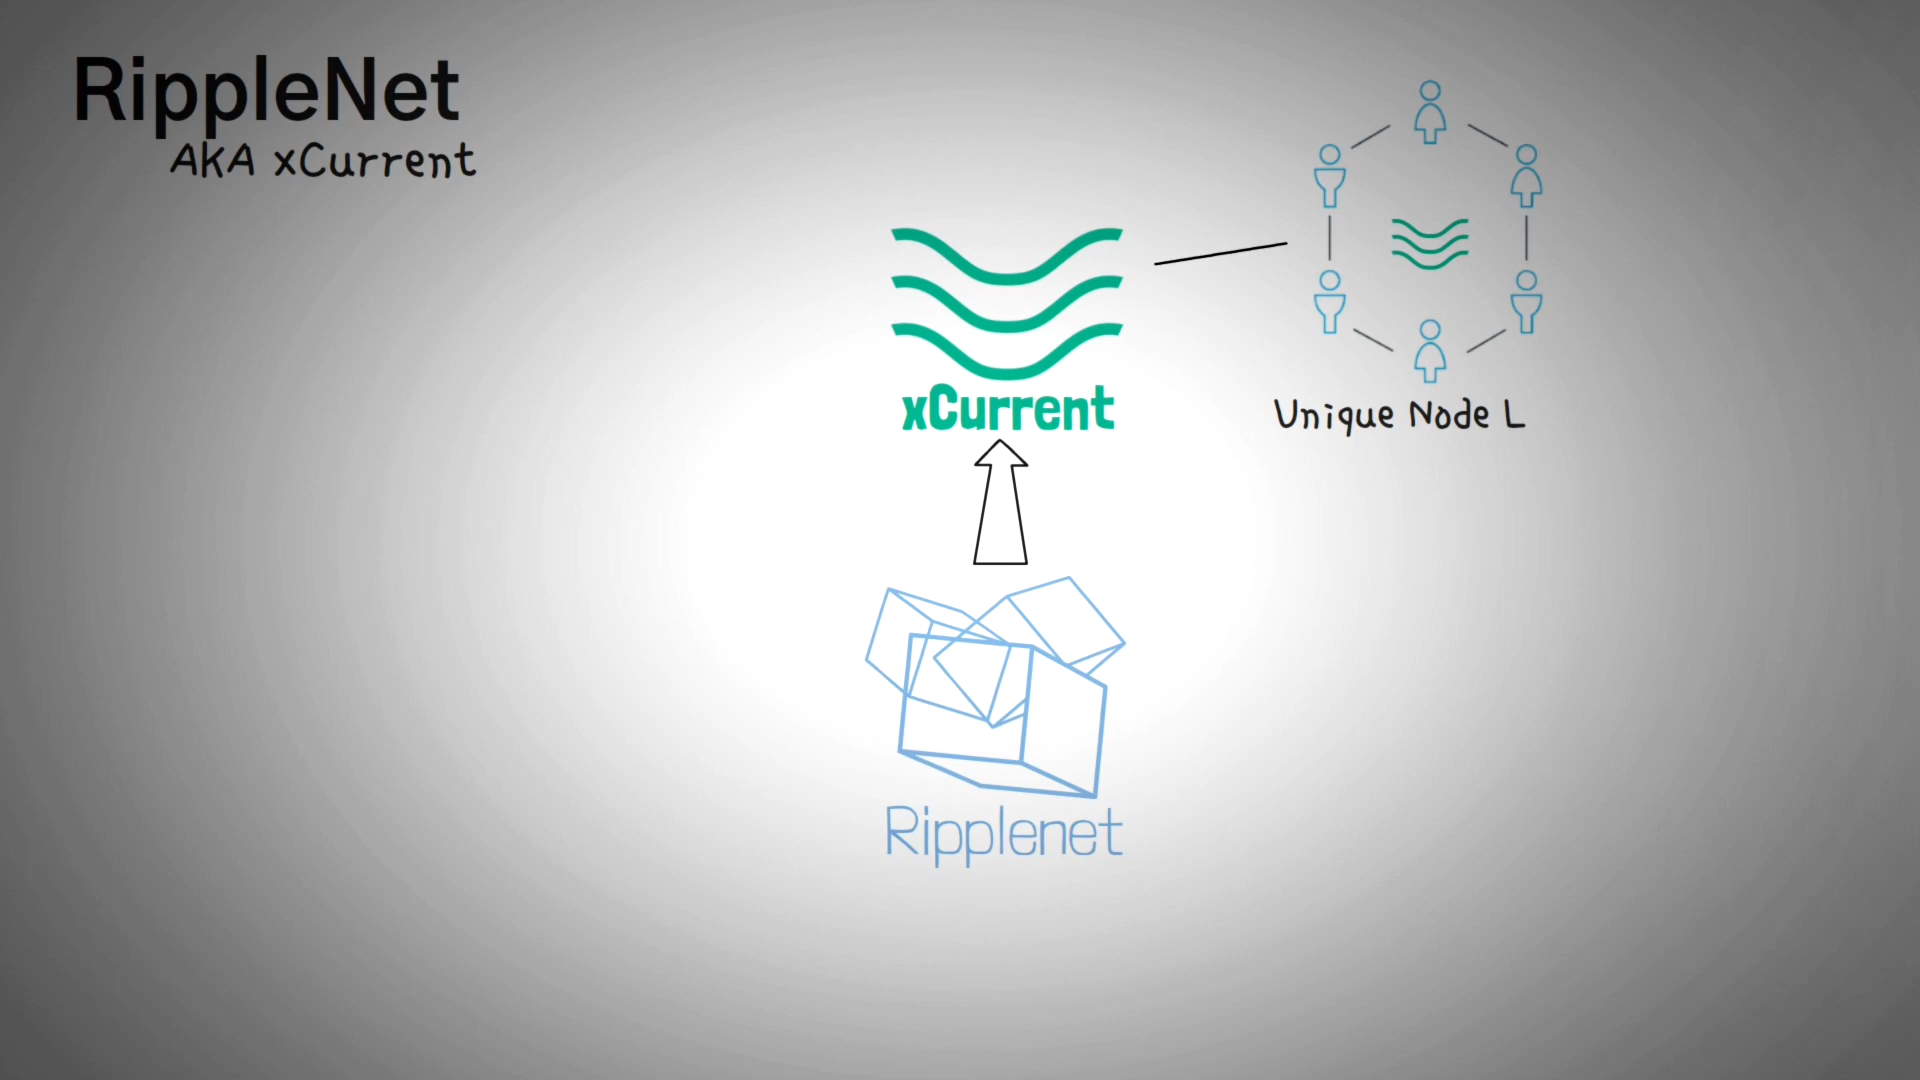 RippleNet
AKA xCurrent
xCurrent
Unique Node L
Ripplenet